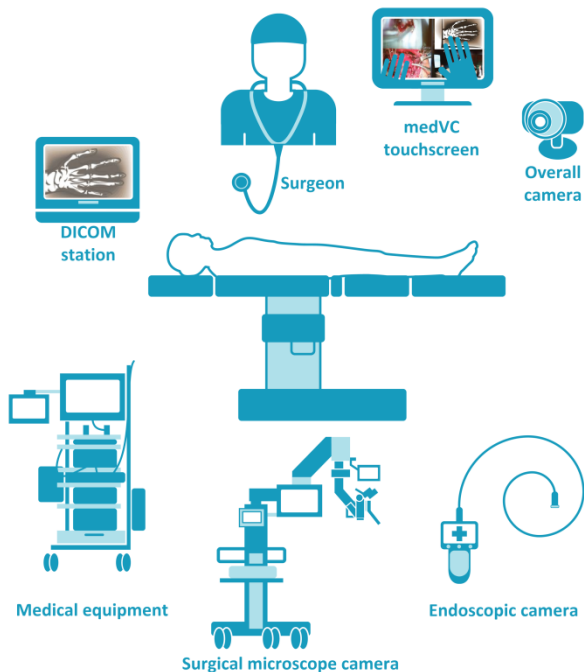 medVC
touchscreen
Overall
camera
Surgeon
DICOM
station
Medical equipment
Endoscopic camera
Surgical microscope camera